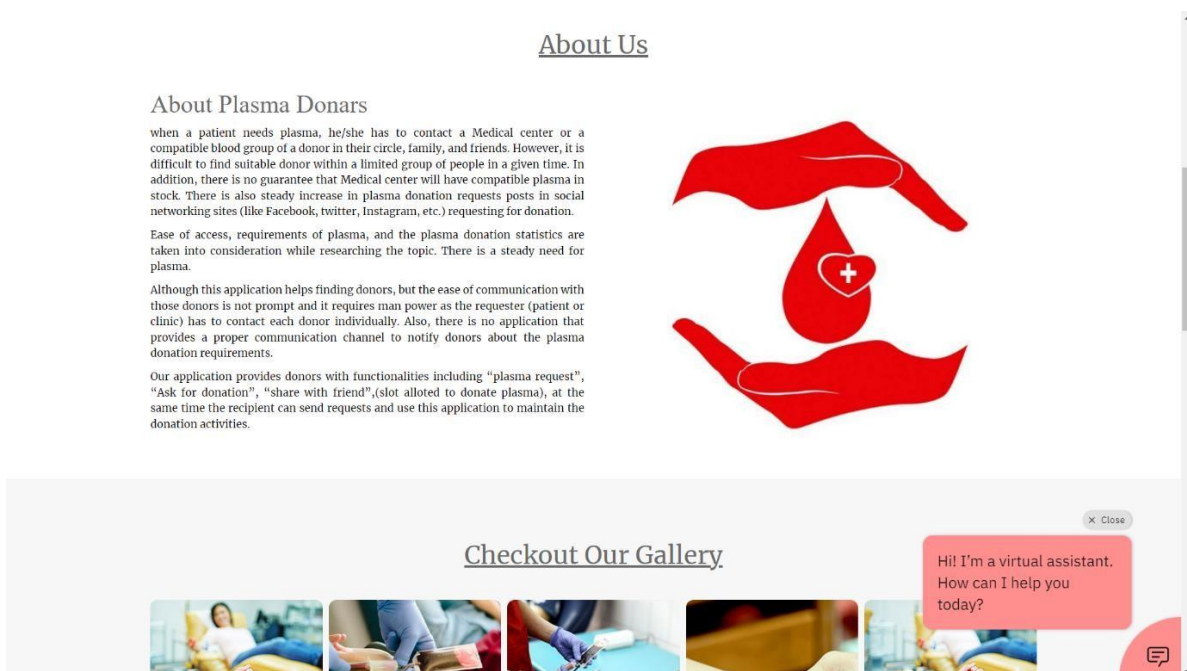 About Us
About Plasma Donars
when a patient needs plasma, he/she has to contact a Medical center or a
compatible blood group of a donor in their circle, family, and friends. However, it is
difficult to find suitable donor within a limited group of people in a given time. In
addition, there is no guarantee that Medical center will have compatible plasma in
stock. There is also steady increase in plasma donation requests posts in social
networking sites (like Facebook, twitter, Instagram, etc.) requesting for donation.
Ease of access, requirements of plasma, and the plasma donation statistics are
taken into consideration while researching the topic. There is a steady need for
plasma.
Although this application helps finding donors, but the ease of communication with
those donors is not prompt and it requires man power as the requester (patient or
clinic) has to contact each donor individually. Also, there is no application that
provides a proper communication channel to notify donors about the plasma
donation requirements.
Our application provides donors with functionalities including “plasma request”,
“Ask for donation”, “share with friend”,(slot alloted to donate plasma), at the
same time the recipient can send requests and use this application to maintain the
donation activities.
Checkout Our Gallery
× Close
Hi! I’m a virtual assistant.
How can I help you
today?